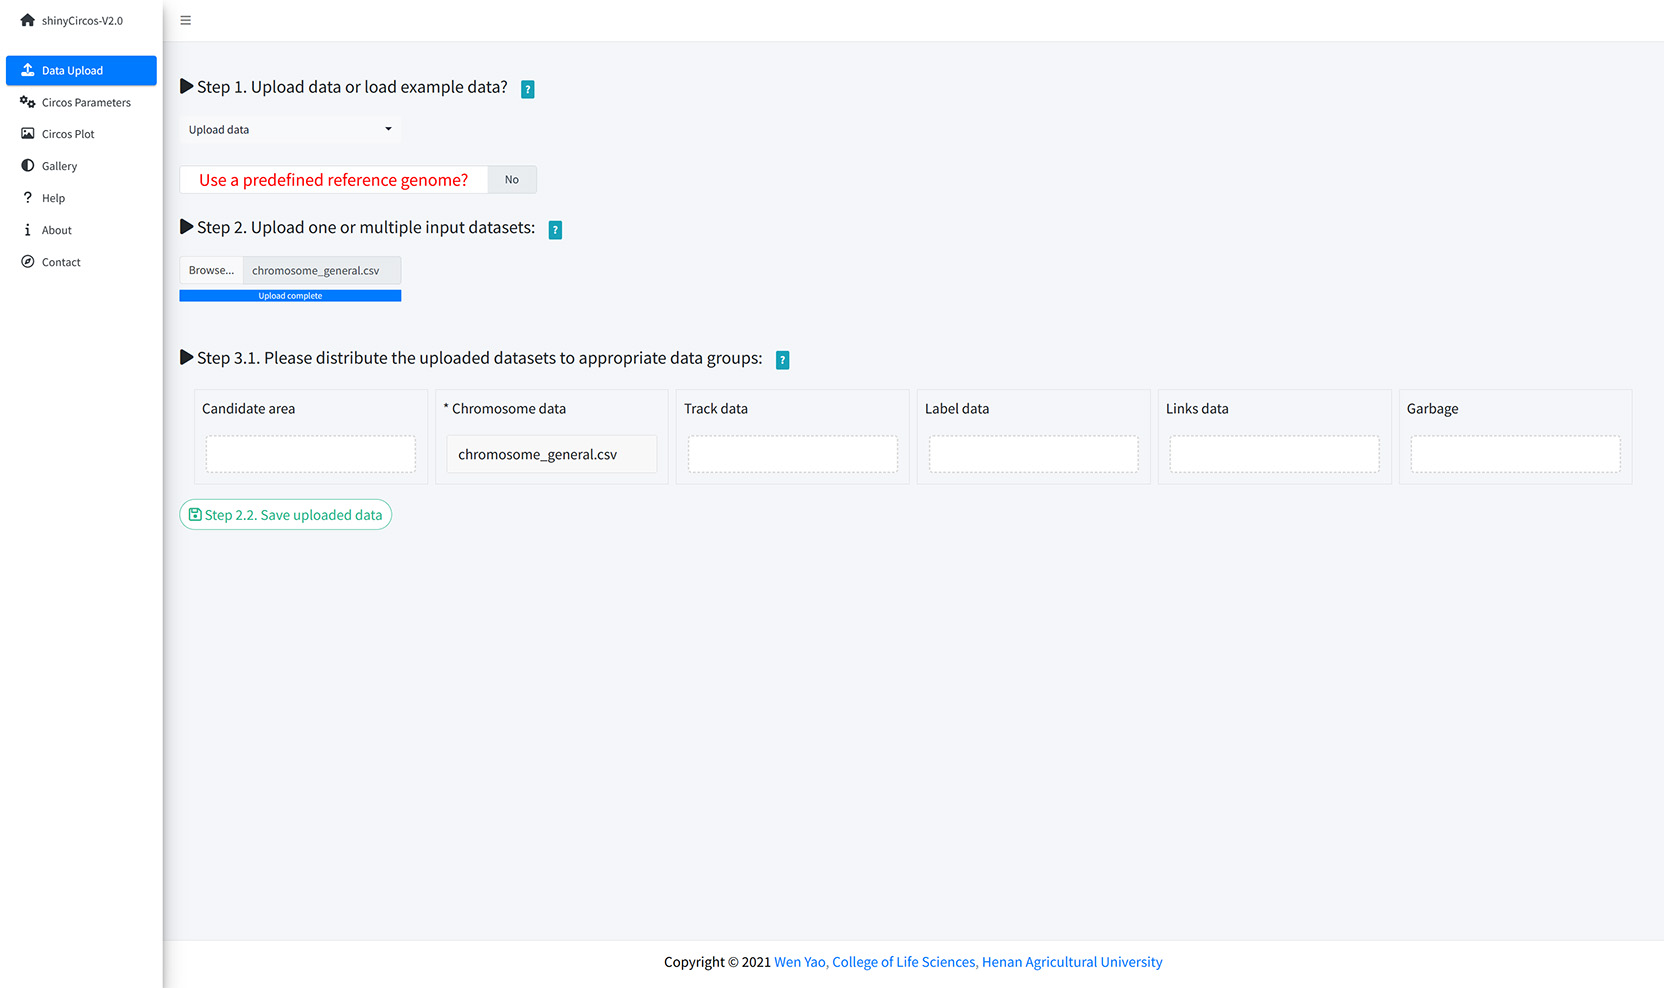 shinyCircos-V2.0
Data Upload
Circos Parameters
Circos Plot
Gallery
? Help
i About
Contact
Step 1. Upload data or load example data? ?
Upload data
Use a predefined reference genome? No
Step 2. Upload one or multiple input datasets: ?
Browse... chromosome_general.csv
Upload complete
Step 3.1. Please distribute the uploaded datasets to appropriate data groups: ?
Candidate area
* Chromosome data
chromosome_general.csv
Track data
Label data
Links data
Garbage
Step 2.2. Save uploaded data
Copyright © 2021 Wen Yao, College of Life Sciences, Henan Agricultural University